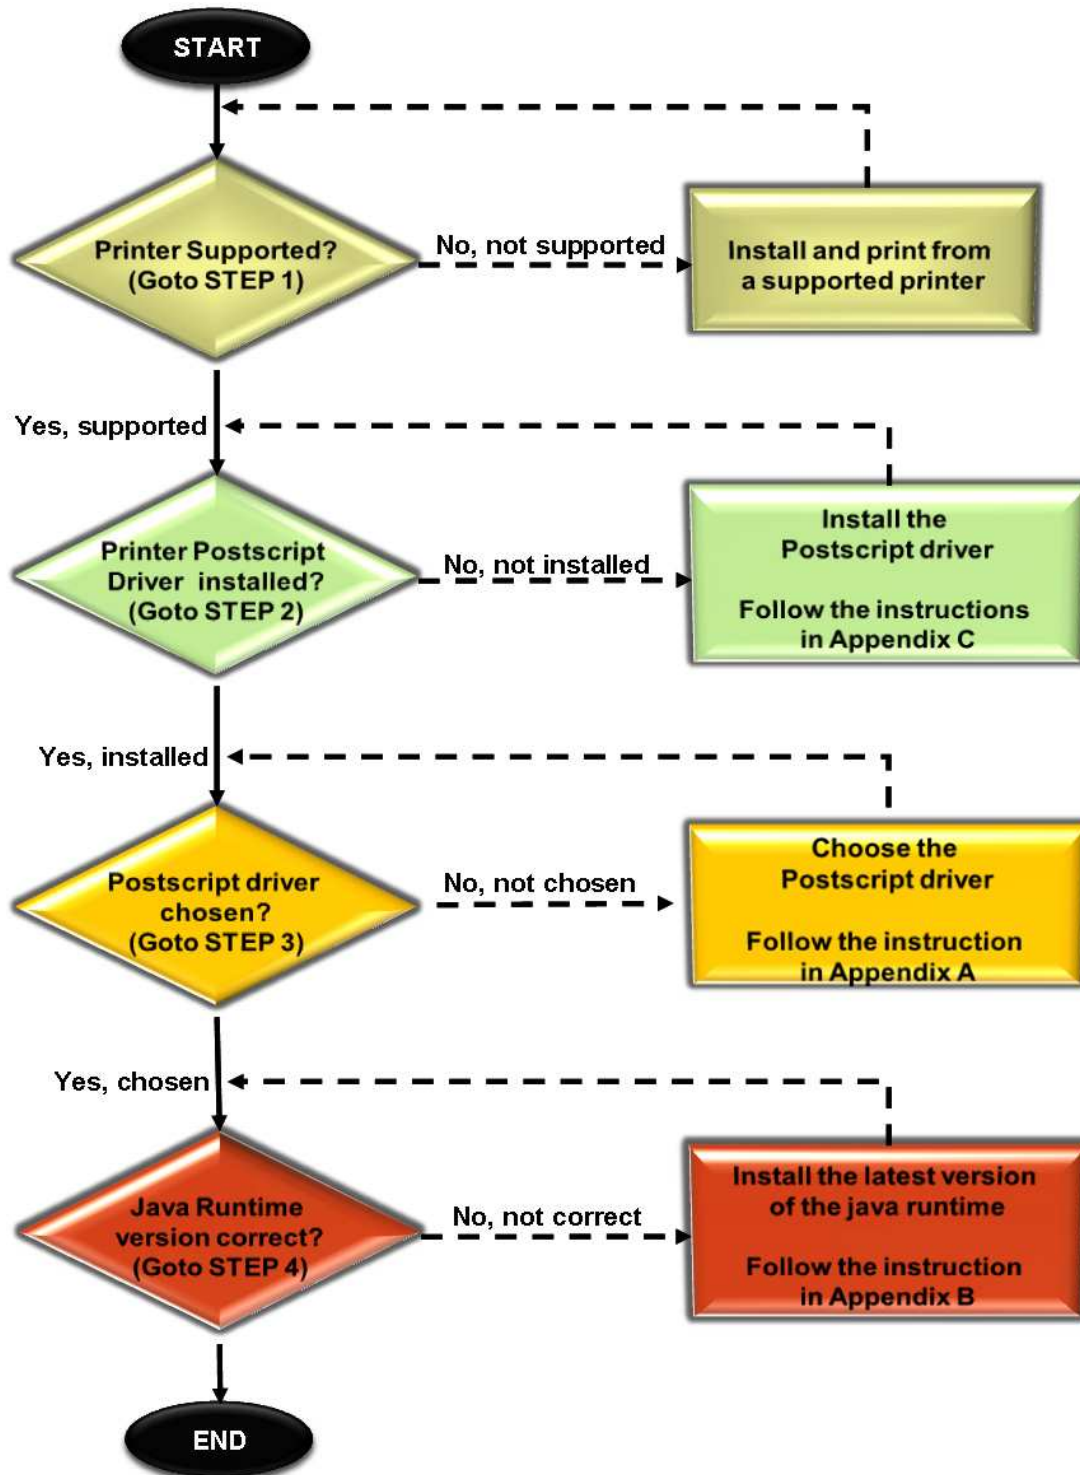 START
Printer Supported?
(Goto STEP 1)
No, not supported
Install and print from
a supported printer
Yes, supported
Printer Postscript
Driver installed?
(Goto STEP 2)
No, not installed
Install the
Postscript driver
Follow the instructions
in Appendix C
Yes, installed
Postscript driver
chosen?
(Goto STEP 3)
No, not chosen
Choose the
Postscript driver
Follow the instruction
in Appendix A
Yes, chosen
Java Runtime
version correct?
(Goto STEP 4)
No, not correct
Install the latest version
of the java runtime
Follow the instruction
in Appendix B
END